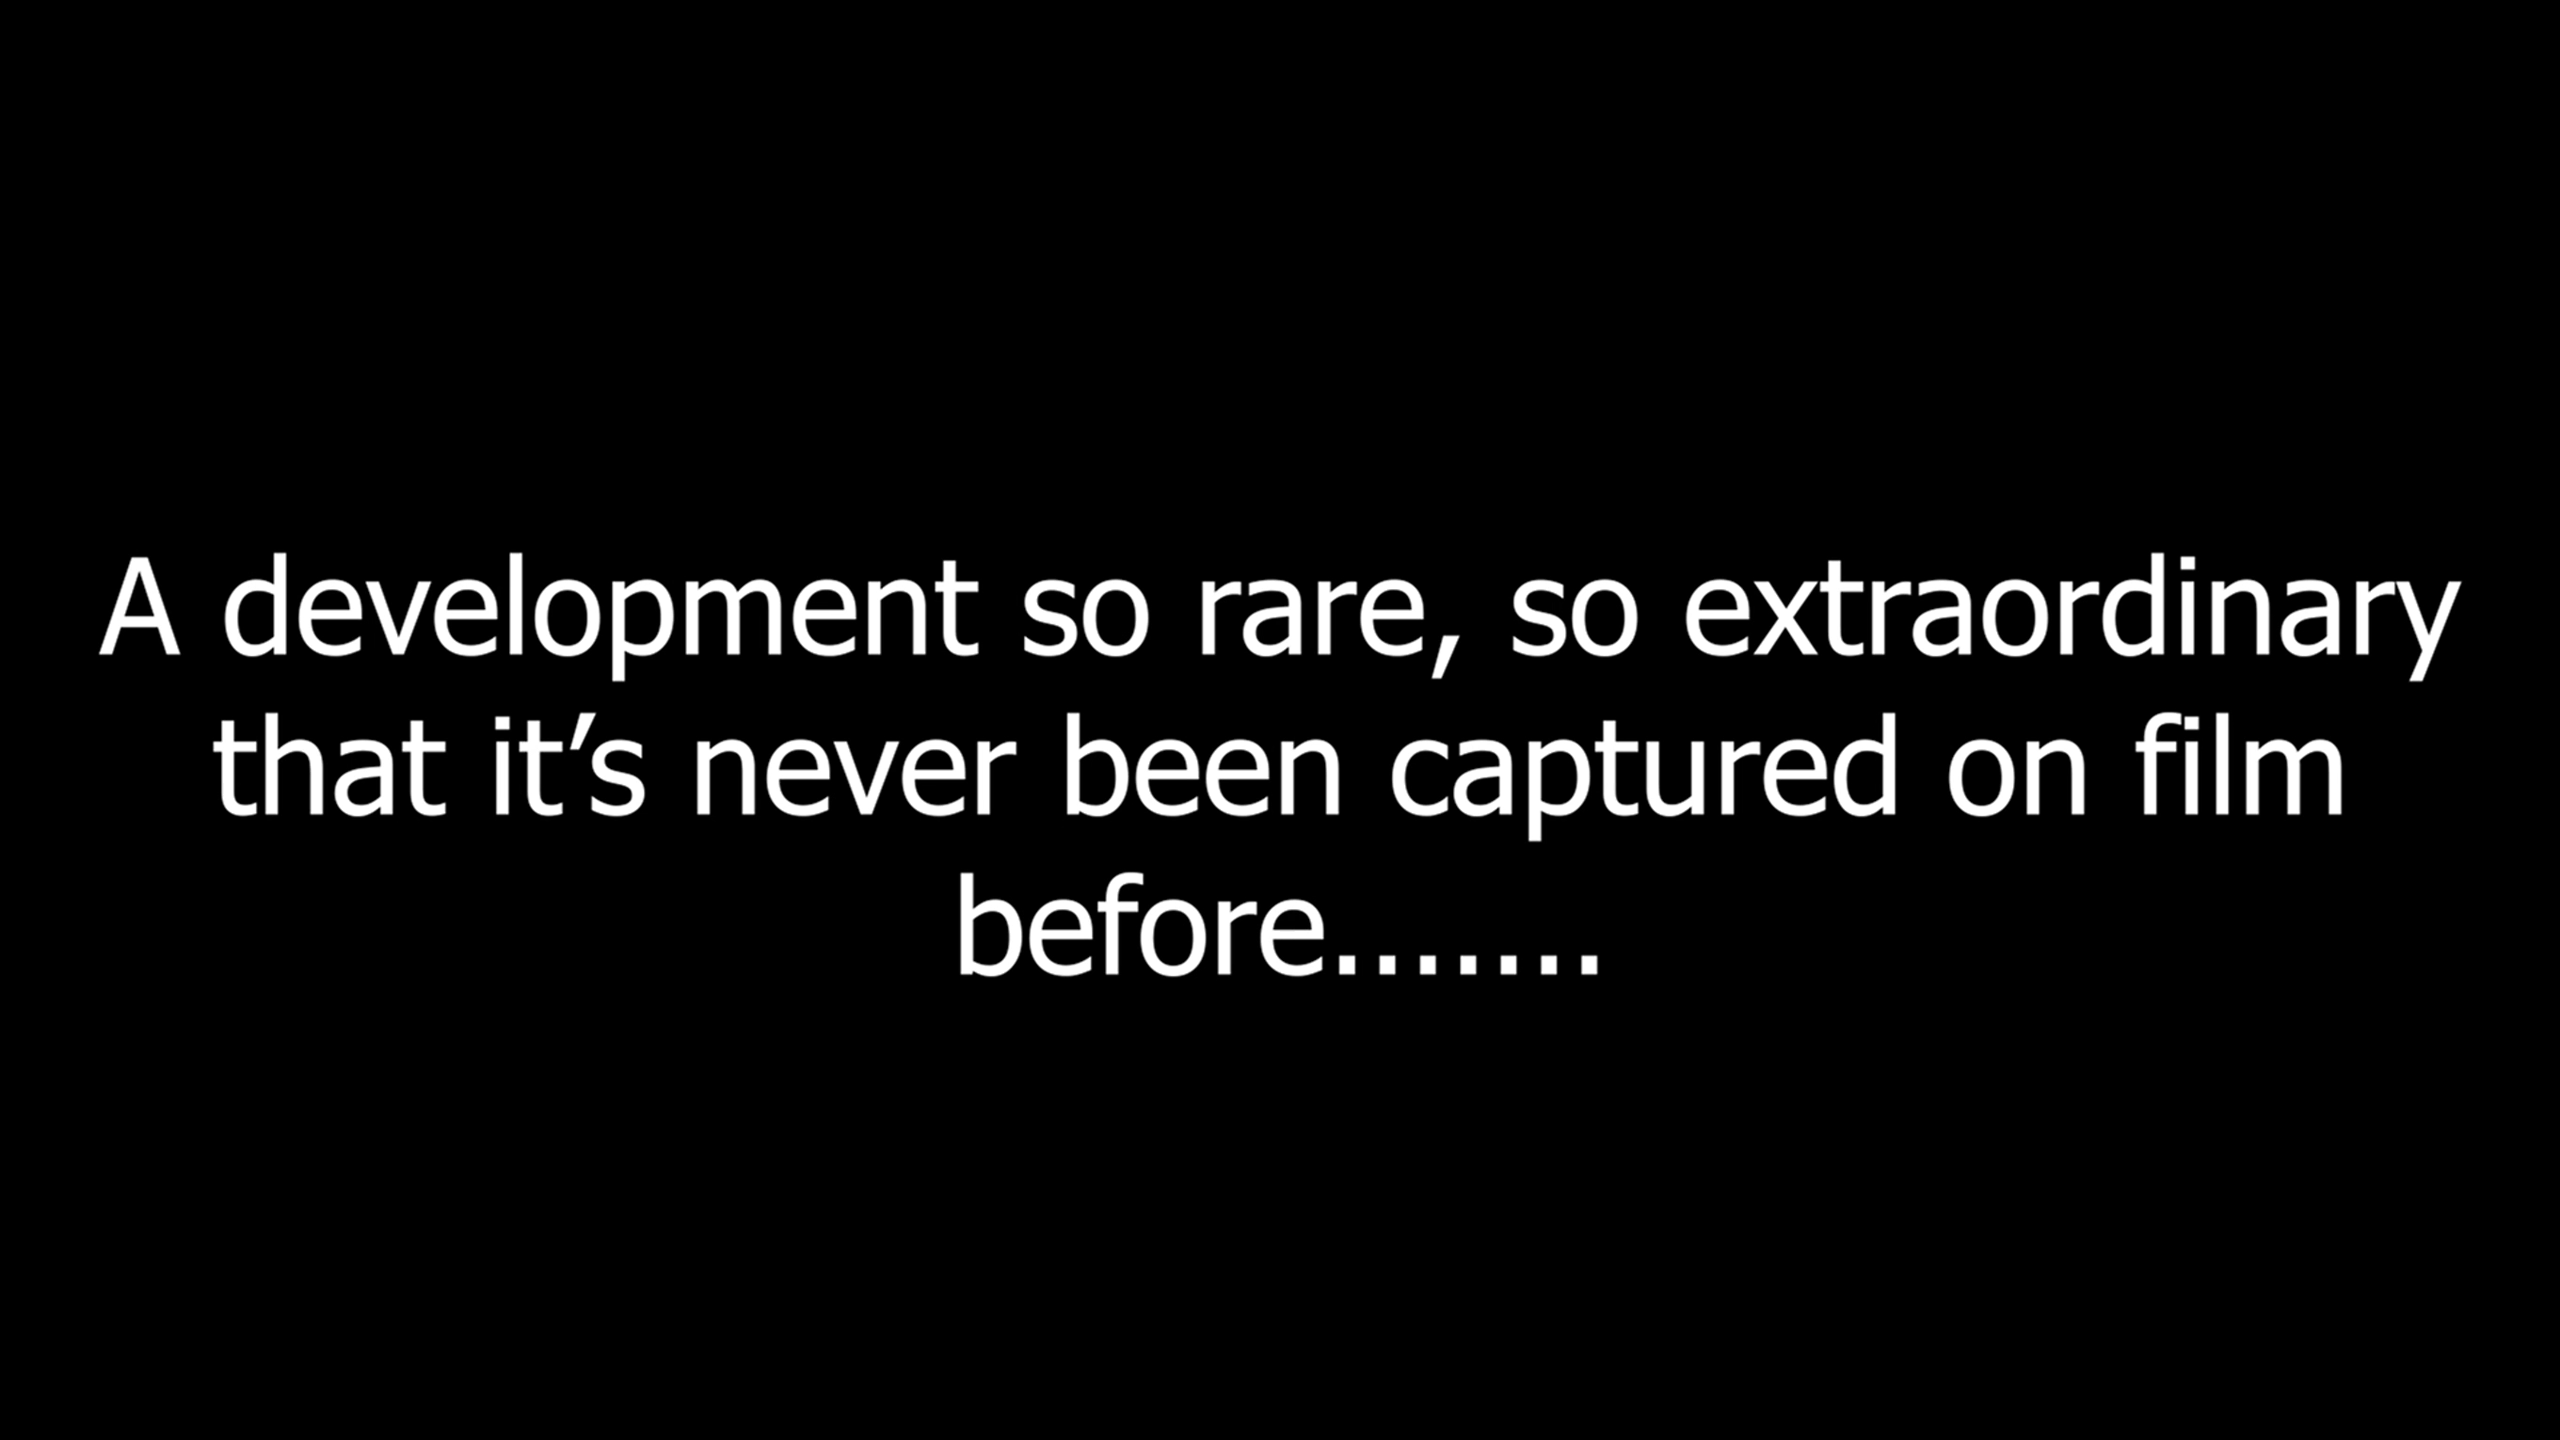 A development so rare, so extraordinary
that it’s never been captured on film
before.......